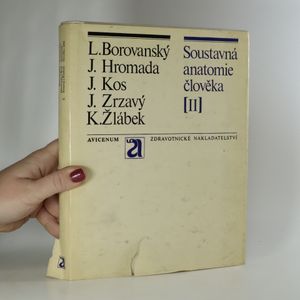 L.Borovanský
J. Hromada
J. Kos
J. Zrzavý
K.Žlábek
Soustavná
anatomie
člověka
[II]
AVICENUM
ZDRAVOTNICKÉ NAKLADATELSTVÍ